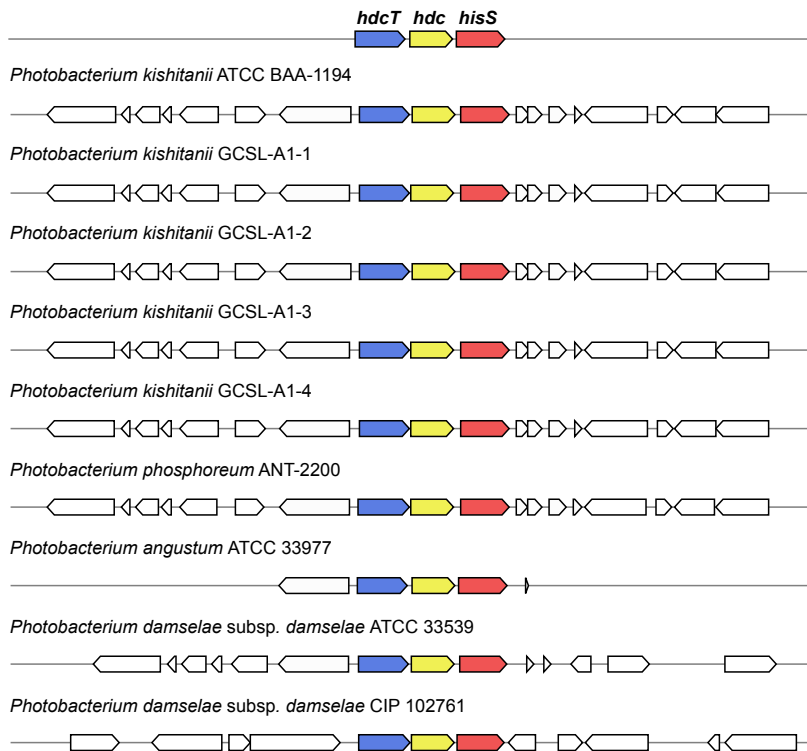 hdcT hdc hisS
Photobacterium kishitanii ATCC BAA-1194
Photobacterium kishitanii GCSL-A1-1
Photobacterium kishitanii GCSL-A1-2
Photobacterium kishitanii GCSL-A1-3
Photobacterium kishitanii GCSL-A1-4
Photobacterium phosphoreum ANT-2200
Photobacterium angustum ATCC 33977
Photobacterium damselae subsp. damselae ATCC 33539
Photobacterium damselae subsp. damselae CIP 102761